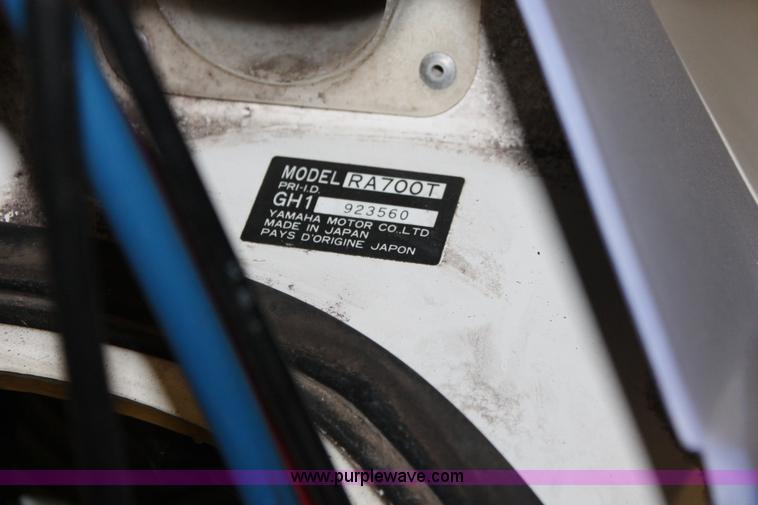 MODEL RA700T
PRI-I.D.
GH1 923560
YAMAHA MOTOR CO.,LTD
MADE IN JAPAN
PAYS D'ORIGINE JAPON
www.purplewave.com